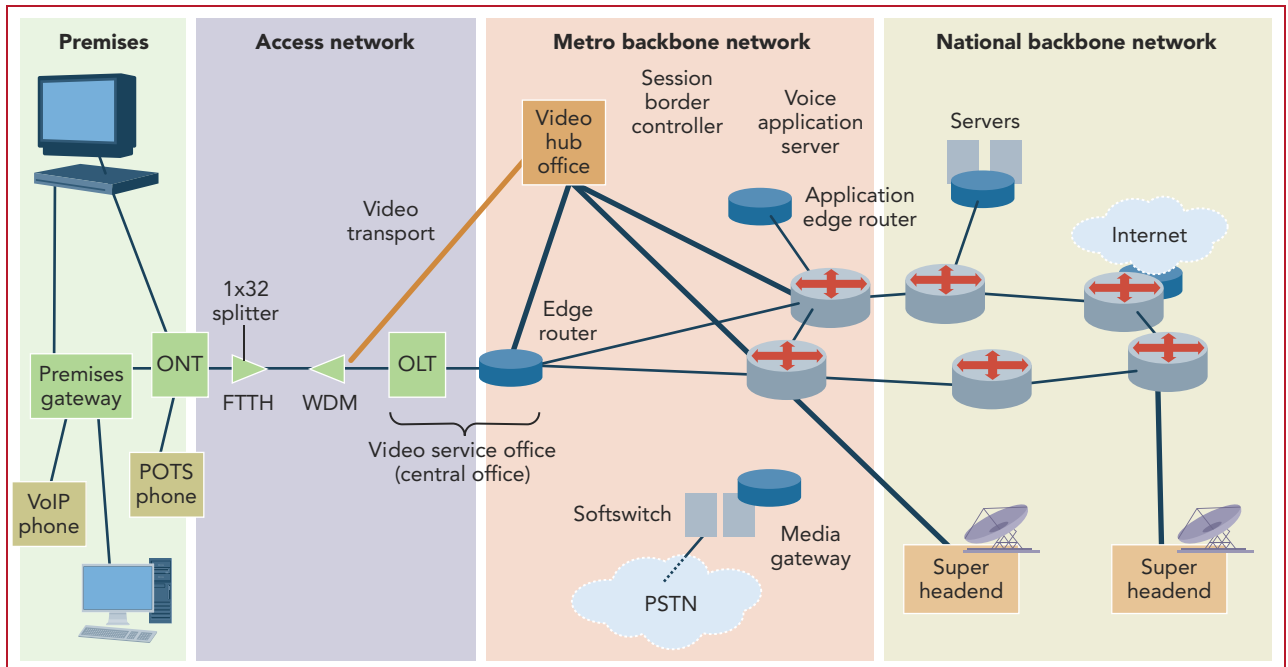 Premises
Access network
Metro backbone network
National backbone network
Session
border
controller
Voice
application
server
Servers
Video
hub
office
Application
edge router
Internet
Video
transport
1x32
splitter
Edge
router
ONT
OLT
Premises
gateway
FTTH
WDM
Video service office
(central office)
POTS
phone
VoIP
phone
Softswitch
Media
gateway
PSTN
Super
headend
Super
headend